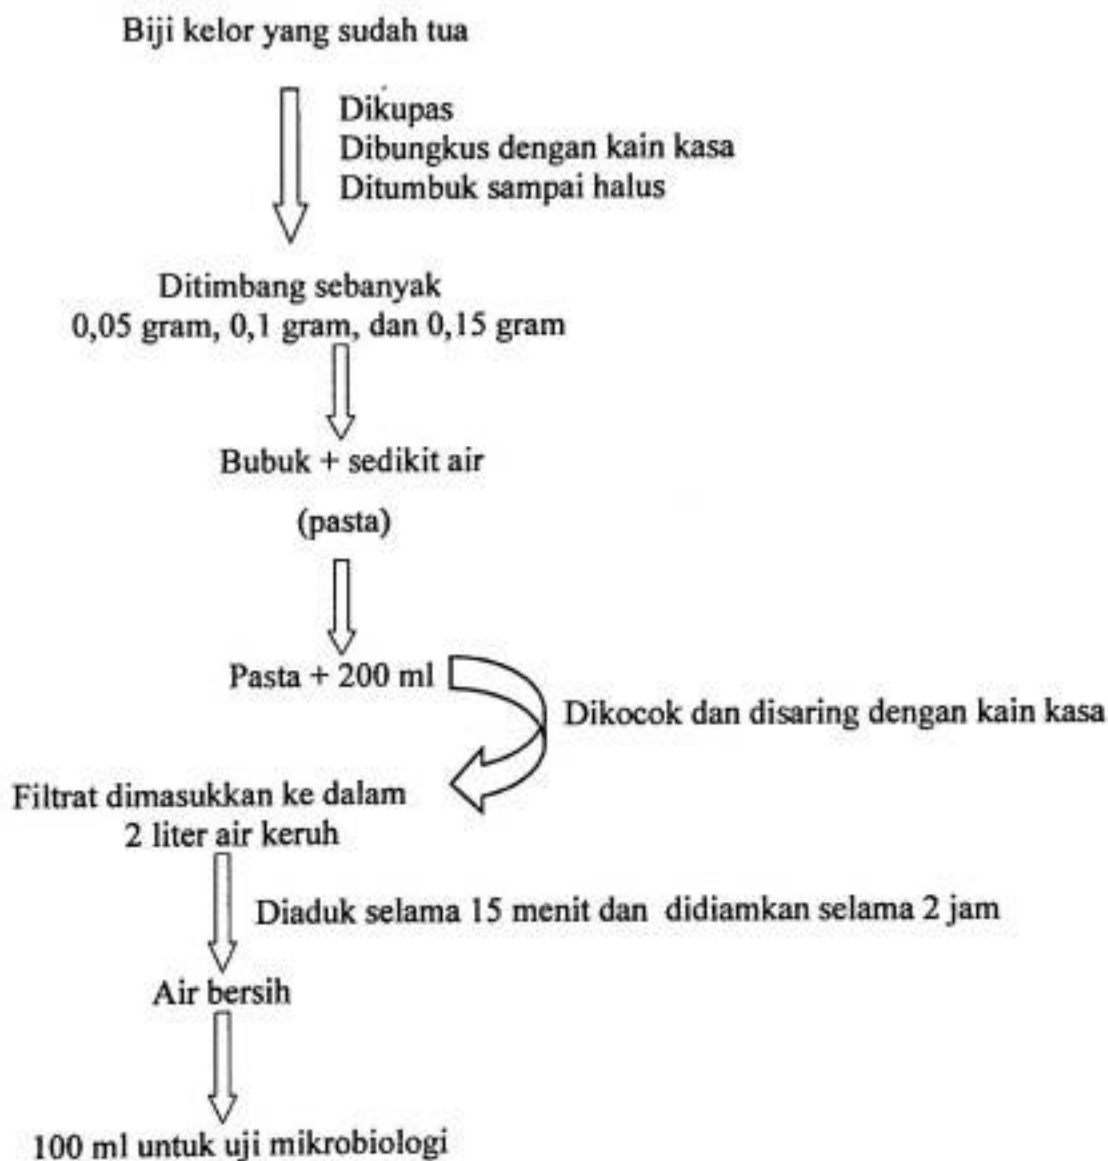 Biji kelor yang sudah tua
Dikupas
Dibungkus dengan kain kasa
Ditumbuk sampai halus
Ditimbang sebanyak
0,05 gram, 0,1 gram, dan 0,15 gram
Bubuk + sedikit air
(pasta)
Pasta + 200 ml
Dikocok dan disaring dengan kain kasa
Filtrat dimasukkan ke dalam
2 liter air keruh
Diaduk selama 15 menit dan didiamkan selama 2 jam
Air bersih
100 ml untuk uji mikrobiologi